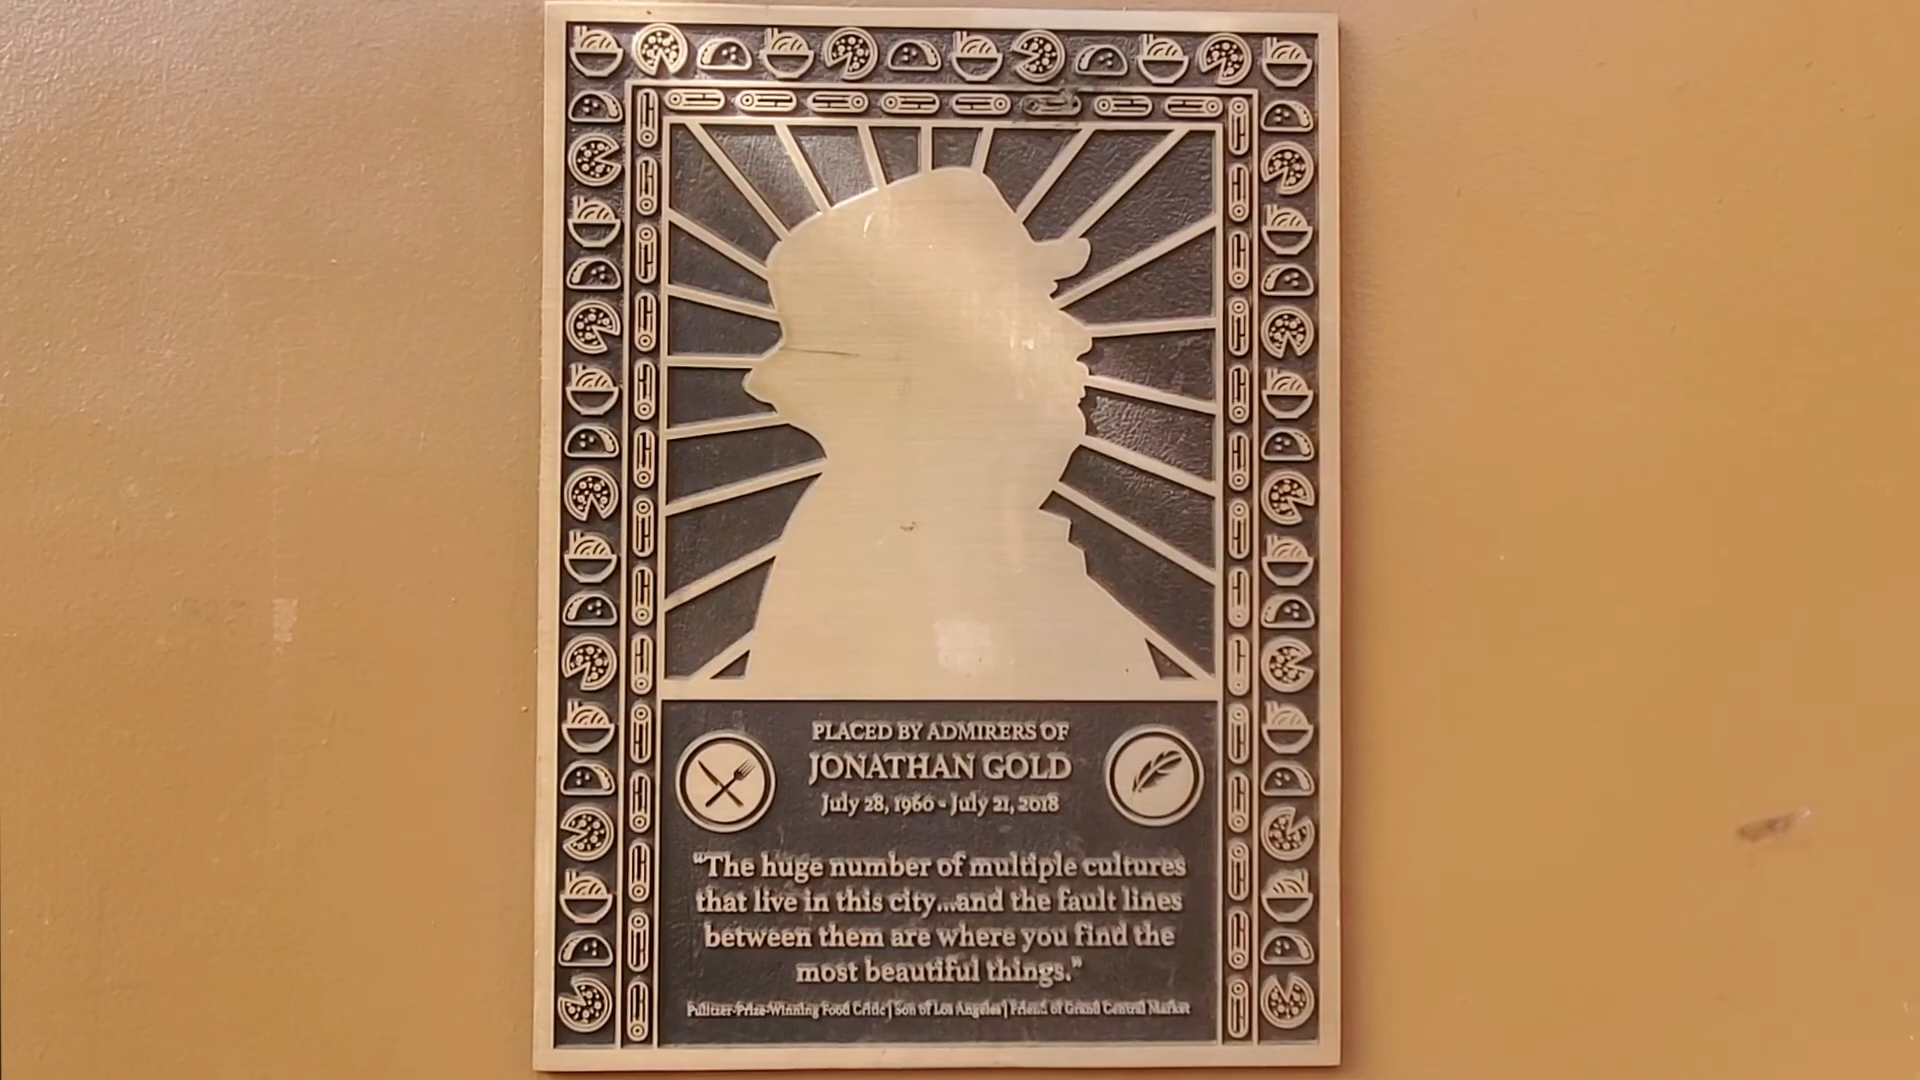 PLACED BY ADMIRERS OF
JONATHAN GOLD
July 28, 1960 - July 21, 2018
“The huge number of multiple cultures
that live in this city...and the fault lines
between them are where you find the
most beautiful things.”
Pulitzer-Prize-Winning Food Critic | Son of Los Angeles | Friend of Grand Central Market